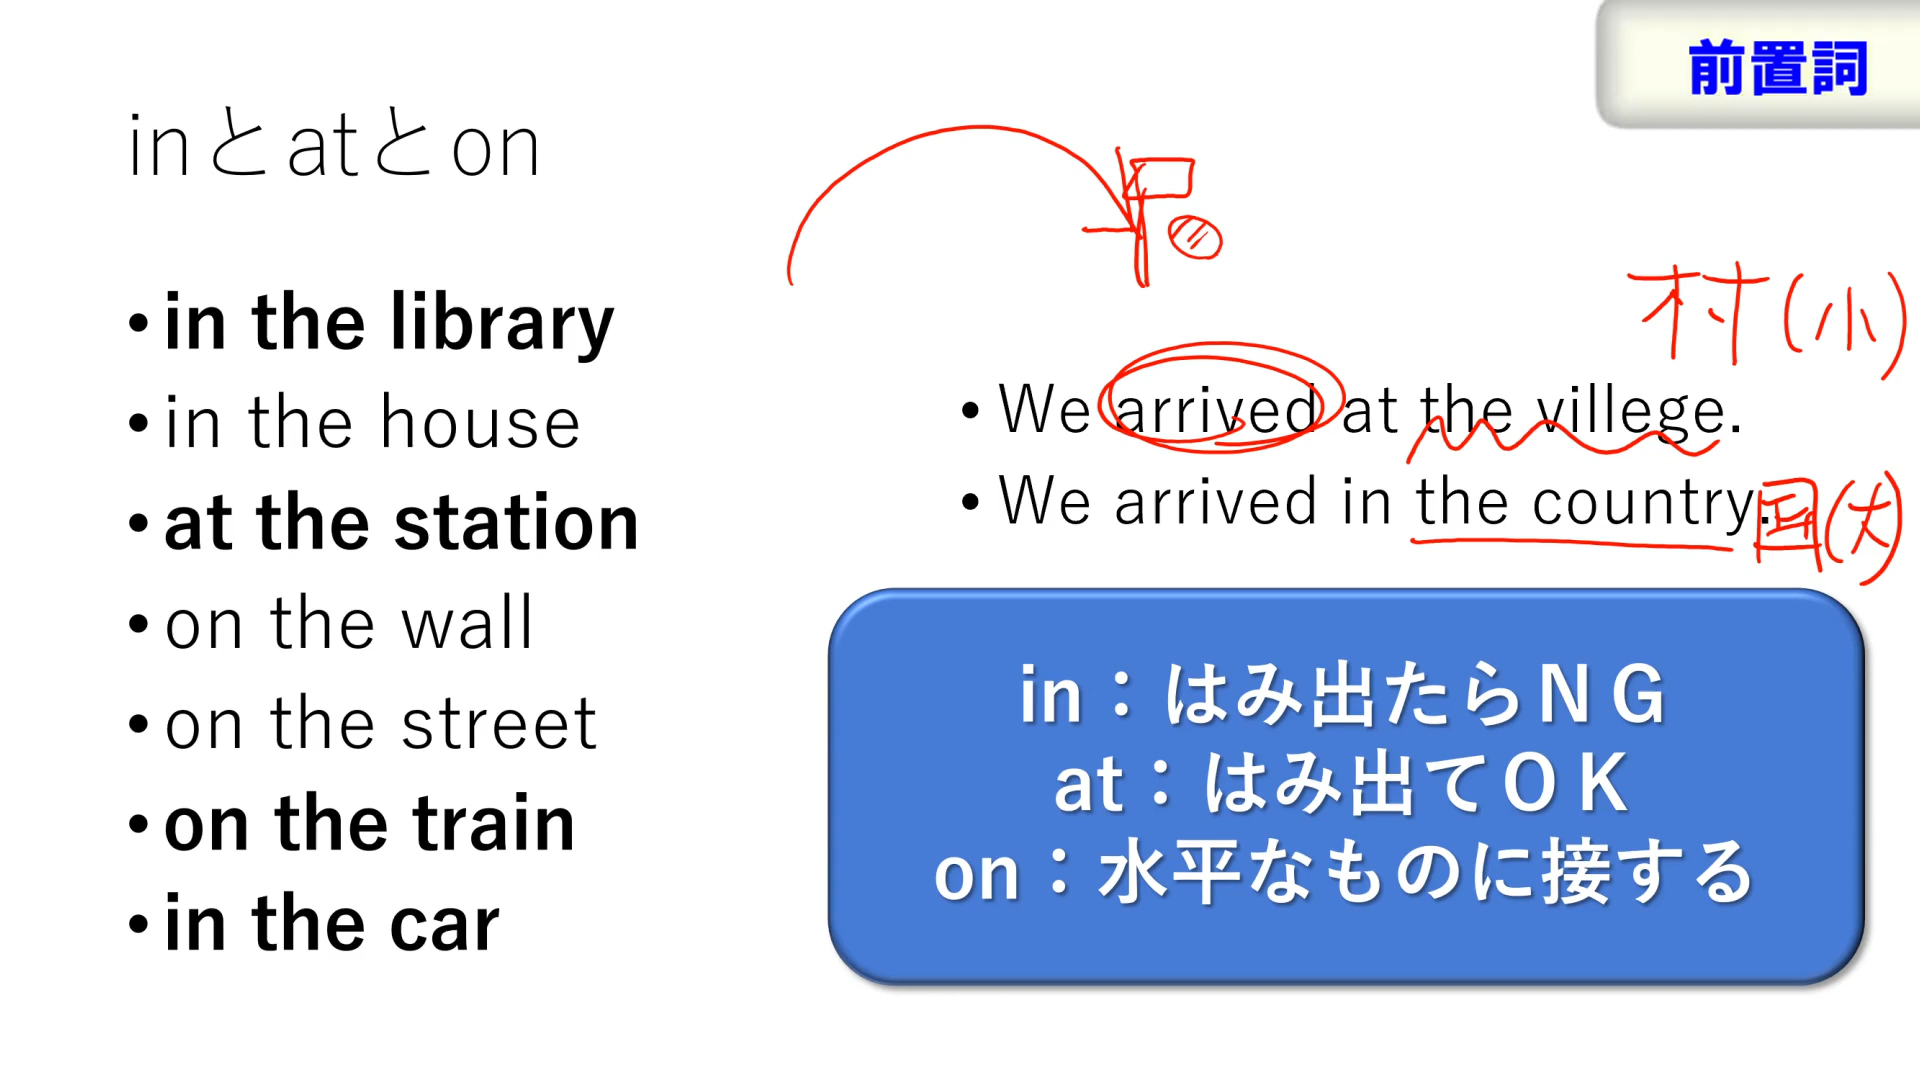 前置詞
inとatとon
• in the library
• in the house
• at the station
• on the wall
• on the street
• on the train
• in the car
村(小)
• We arrived at the villege.
• We arrived in the country.
国(大)
in：はみ出たらＮＧ
at：はみ出てＯＫ
on：水平なものに接する